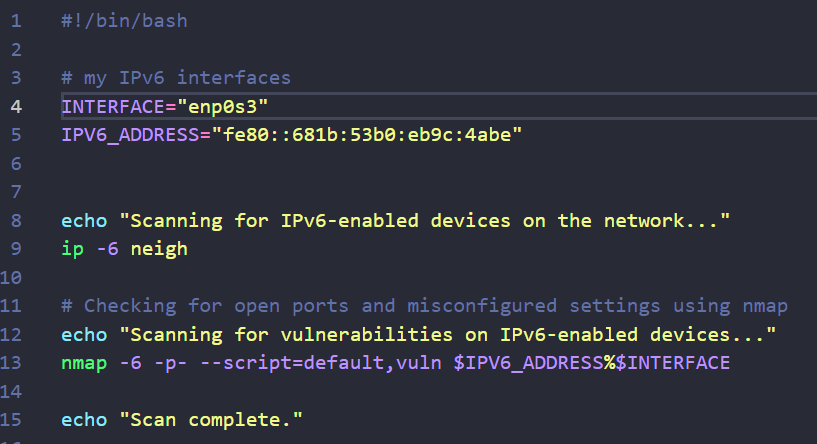 1 #!/bin/bash
2
3 # my IPv6 interfaces
4 INTERFACE="enp0s3"
5 IPV6_ADDRESS="fe80::681b:53b0:eb9c:4abe"
6
7
8 echo "Scanning for IPv6-enabled devices on the network..."
9 ip -6 neigh
10
11 # Checking for open ports and misconfigured settings using nmap
12 echo "Scanning for vulnerabilities on IPv6-enabled devices..."
13 nmap -6 -p- --script=default,vuln $IPV6_ADDRESS%$INTERFACE
14
15 echo "Scan complete."